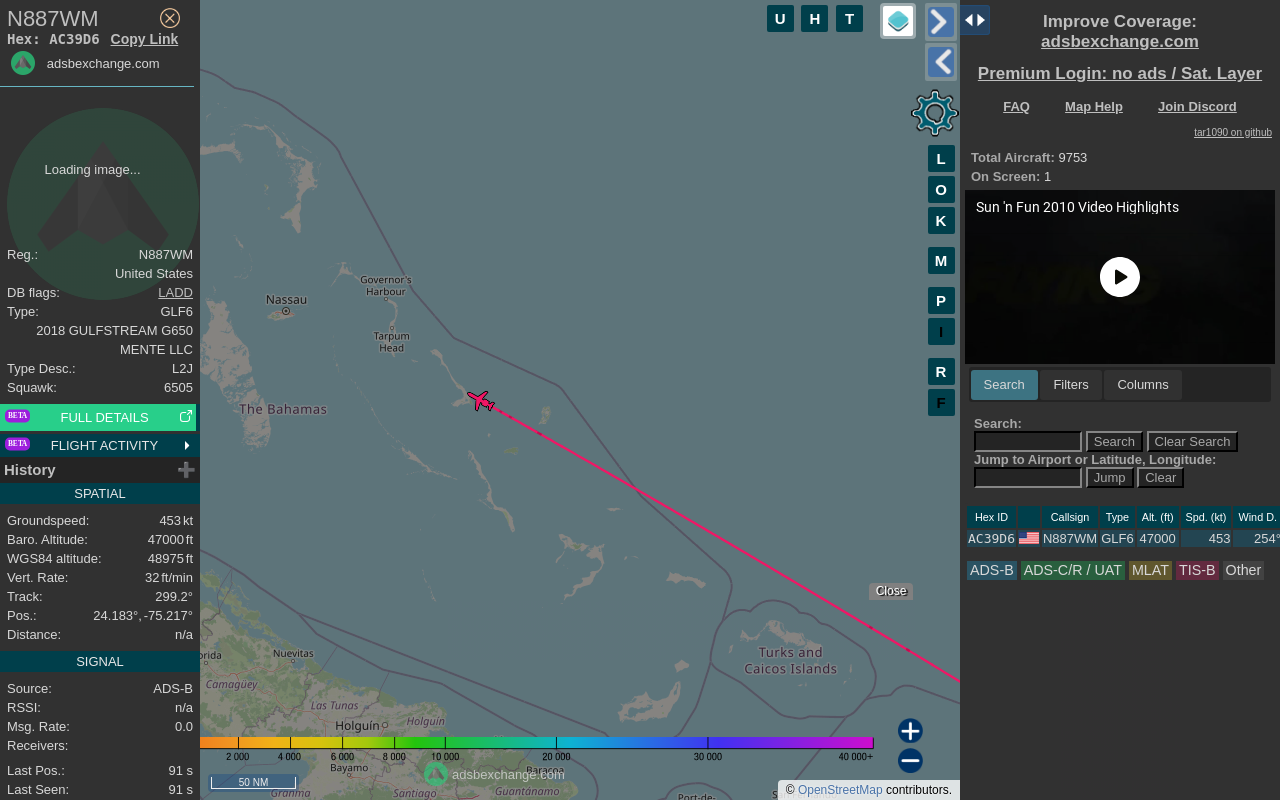 N887WM
Hex: AC39D6 Copy Link
adsbexchange.com
Loading image...
Reg.: N887WM
United States
DB flags: LADD
Type: GLF6
2018 GULFSTREAM G650
MENTE LLC
Type Desc.: L2J
Squawk: 6505
BETA FULL DETAILS
BETA FLIGHT ACTIVITY
History
SPATIAL
Groundspeed: 453 kt
Baro. Altitude: 47000 ft
WGS84 altitude: 48975 ft
Vert. Rate: 32 ft/min
Track: 299.2°
Pos.: 24.183°, -75.217°
Distance: n/a
SIGNAL
Source: ADS-B
RSSI: n/a
Msg. Rate: 0.0
Receivers:
Last Pos.: 91 s
Last Seen: 91 s
U H T
L
O
K
M
P
I
R
F
Governor's
Harbour
Nassau
Tarpum
Head
The Bahamas
Close
Turks and
Caicos Islands
orida
Nuevitas
Camagüey
Las Tunas
Holguín
Holguín
2 000 4 000 6 000 8 000 10 000 20 000 30 000 40 000+
Bayamo
Baracoa
adsbexchange.com
50 NM
Granma
Santiago
Guantánamo
Port-de-
© OpenStreetMap contributors.
Improve Coverage:
adsbexchange.com
Premium Login: no ads / Sat. Layer
FAQ Map Help Join Discord
tar1090 on github
Total Aircraft: 9753
On Screen: 1
Sun 'n Fun 2010 Video Highlights
Search Filters Columns
Search:
Search Clear Search
Jump to Airport or Latitude, Longitude:
Jump Clear
Hex ID Callsign Type Alt. (ft) Spd. (kt) Wind D.
AC39D6 N887WM GLF6 47000 453 254°
ADS-B ADS-C/R / UAT MLAT TIS-B Other